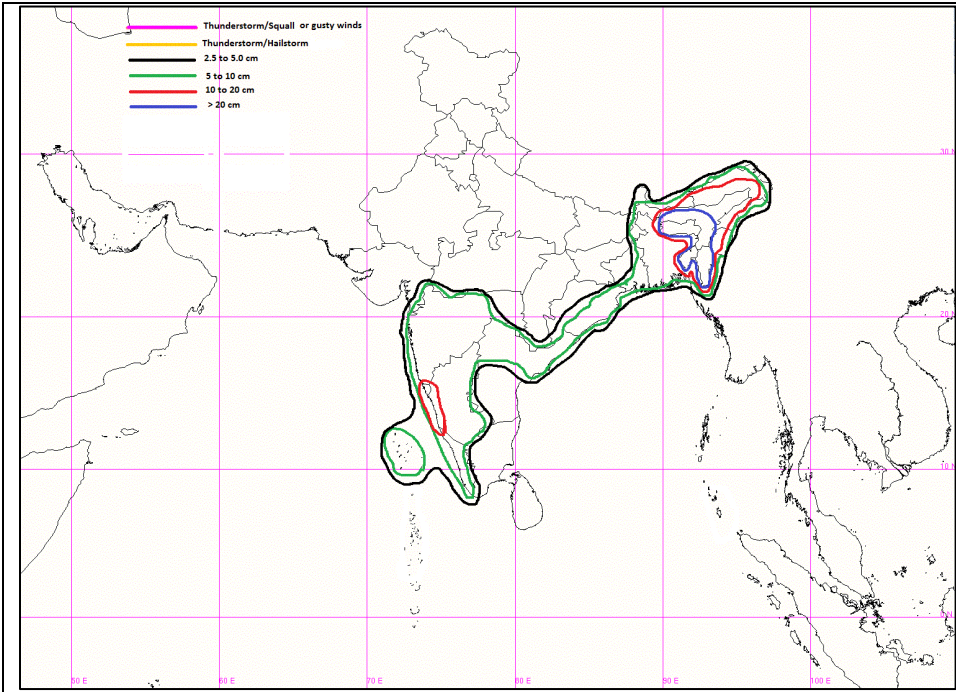 Thunderstorm/Squall or gusty winds
Thunderstorm/Hailstorm
2.5 to 5.0 cm
5 to 10 cm
10 to 20 cm
> 20 cm
30 N
20 N
10 N
0 N
50 E
60 E
70 E
80 E
90 E
100 E